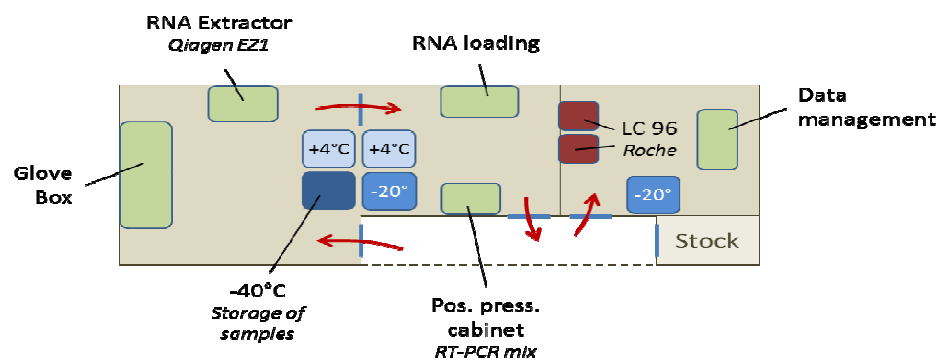 RNA Extractor
Qiagen EZ1
RNA loading
Data
management
LC 96
Roche
+4°C
+4°C
Glove
Box
-20°
-20°
Stock
-40°C
Storage of
samples
Pos. press.
cabinet
RT-PCR mix